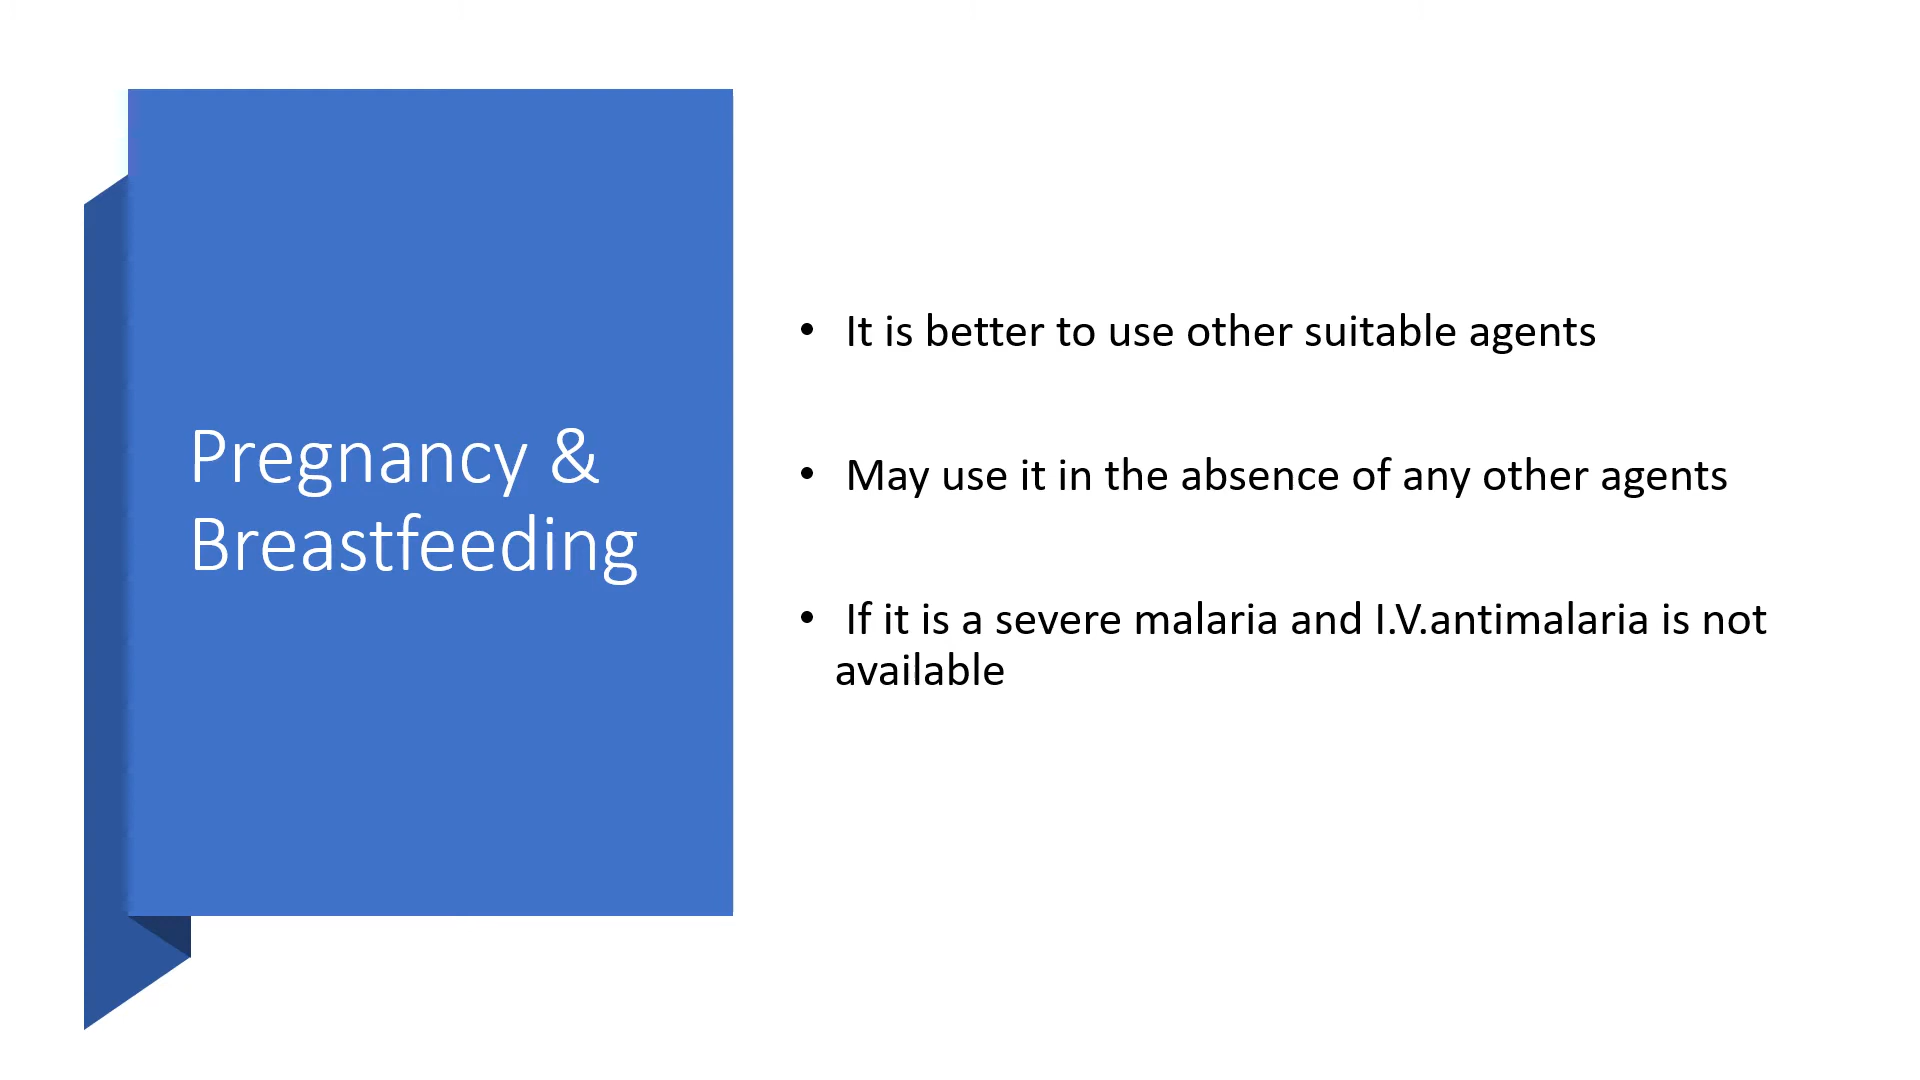 Pregnancy &
Breastfeeding
• It is better to use other suitable agents
• May use it in the absence of any other agents
• If it is a severe malaria and I.V.antimalaria is not
available